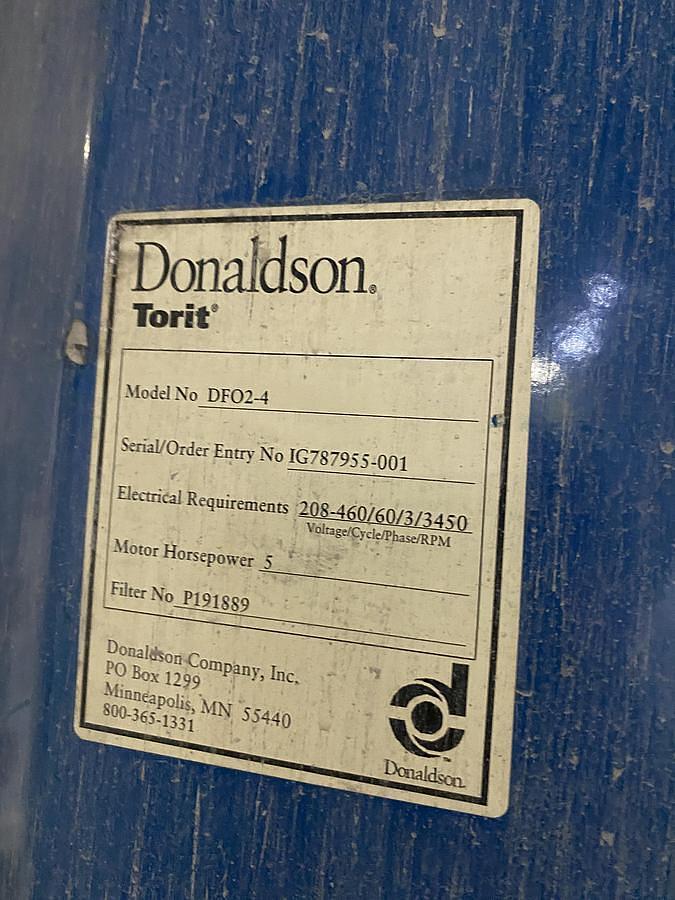 Donaldson®
Torit®
Model No DFO2-4
Serial/Order Entry No IG787955-001
Electrical Requirements 208-460/60/3/3450
Voltage/Cycle/Phase/RPM
Motor Horsepower 5
Filter No P191889
Donaldson Company, Inc.
PO Box 1299
Minneapolis, MN 55440
800-365-1331
d™
Donaldson®